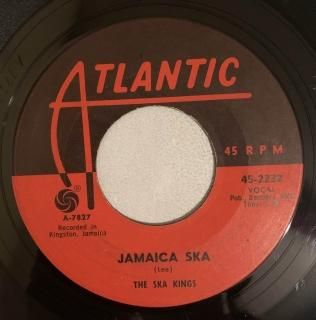 ATLANTIC
45 RPM
45-2232
VOCAL
A-7827
Recorded in
Kingston, Jamaica
JAMAICA SKA
(Lee)
THE SKA KINGS